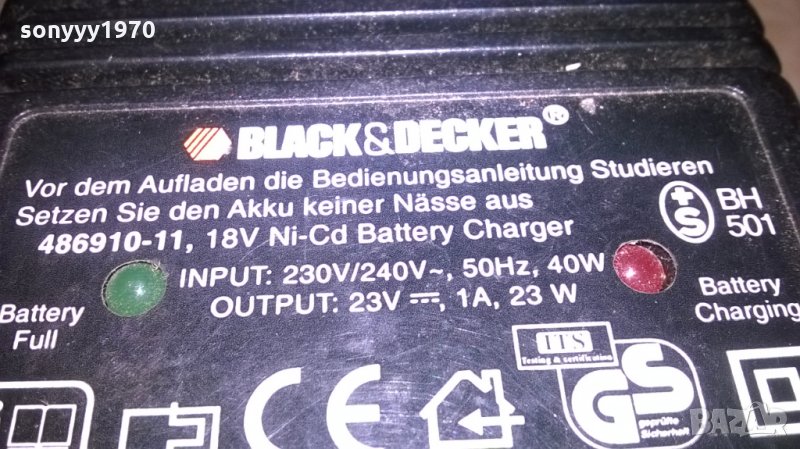 sonyyy1970
BLACK&DECKER®
Vor dem Aufladen die Bedienungsanleitung Studieren
Setzen Sie den Akku keiner Nässe aus
486910-11, 18V Ni-Cd Battery Charger
INPUT: 230V/240V~, 50Hz, 40W
OUTPUT: 23V ⎓, 1A, 23 W
+S
BH
501
Battery
Full
Battery
Charging
ITS
Testing & certification
CE
GS
geprüfte
Sicherheit
BAZAR